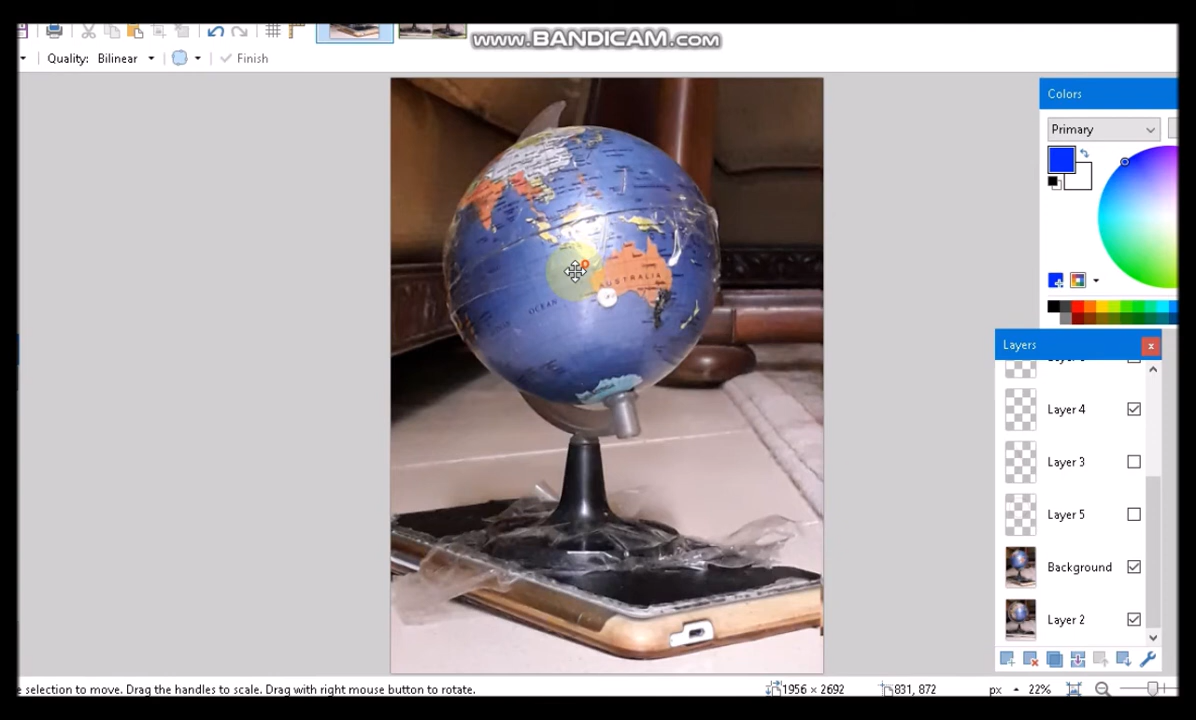 www.BANDICAM.com
Quality: Bilinear
Finish
Colors
Primary
AUSTRALIA
OCEAN
Layers
Layer 4
Layer 3
Layer 5
Background
Layer 2
selection to move. Drag the handles to scale. Drag with right mouse button to rotate.
1956 × 2692
831, 872
px
22%